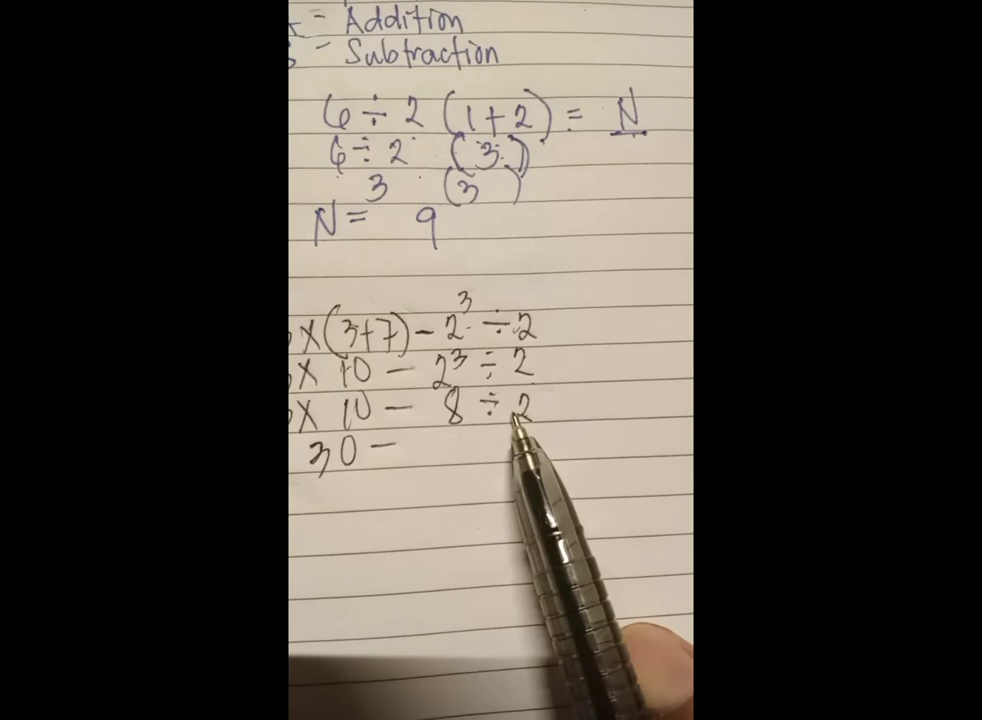 = Addition
- Subtraction
6 ÷ 2 (1+2) = N
6 ÷ 2 (3)
3 (3)
N = 9
X (3+7) - 2³ ÷ 2
X 10 - 2³ ÷ 2
X 10 - 8 ÷ 2
30 -